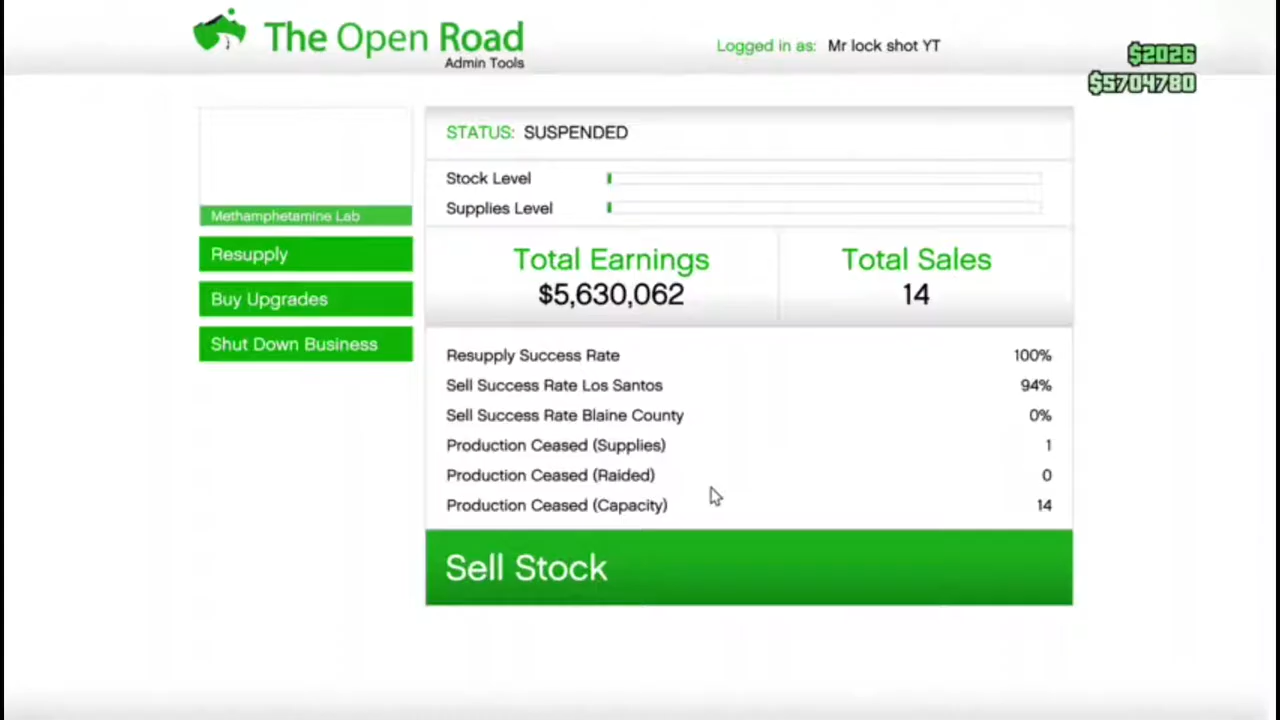 The Open Road
Admin Tools
Logged in as: Mr lock shot YT
$2026
$5704780
STATUS: SUSPENDED
Stock Level
Supplies Level
Methamphetamine Lab
Resupply
Buy Upgrades
Shut Down Business
Total Earnings
$5,630,062
Total Sales
14
Resupply Success Rate 100%
Sell Success Rate Los Santos 94%
Sell Success Rate Blaine County 0%
Production Ceased (Supplies) 1
Production Ceased (Raided) 0
Production Ceased (Capacity) 14
Sell Stock